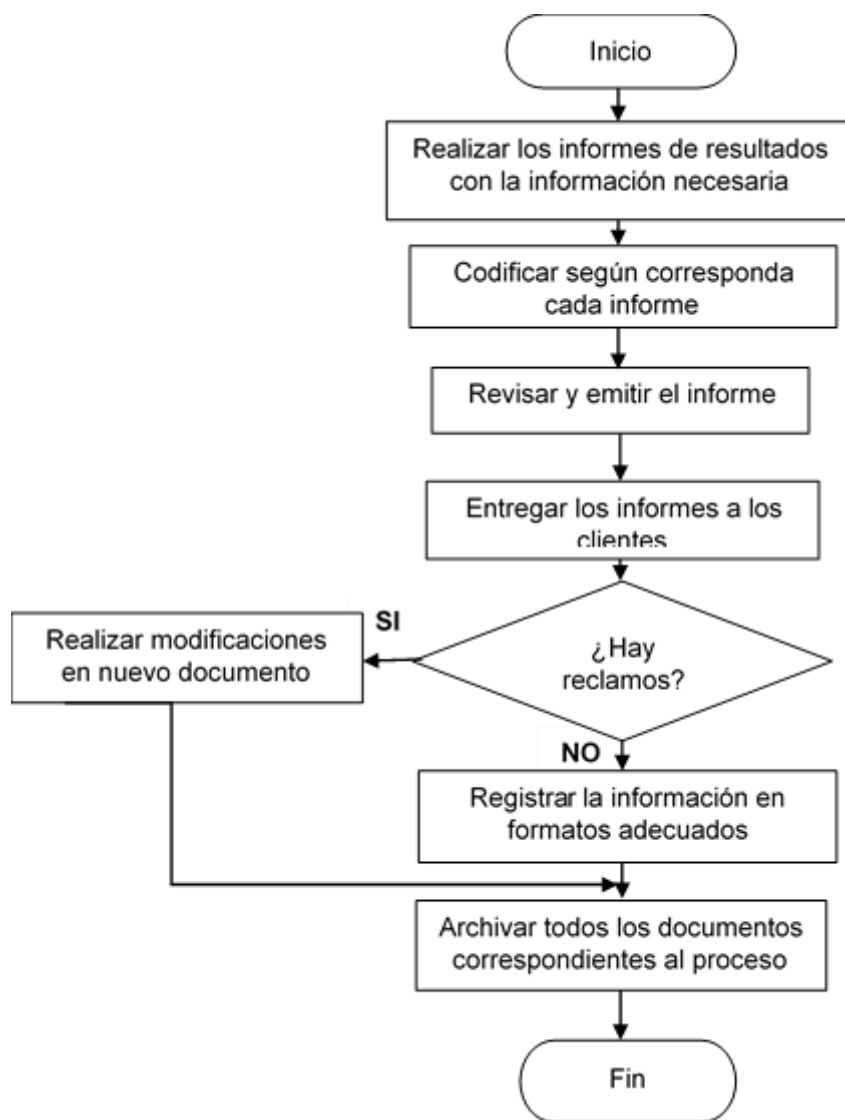 Inicio
Realizar los informes de resultados
con la información necesaria
Codificar según corresponda
cada informe
Revisar y emitir el informe
Entregar los informes a los
clientes
SI
Realizar modificaciones
en nuevo documento
¿Hay
reclamos?
NO
Registrar la información en
formatos adecuados
Archivar todos los documentos
correspondientes al proceso
Fin